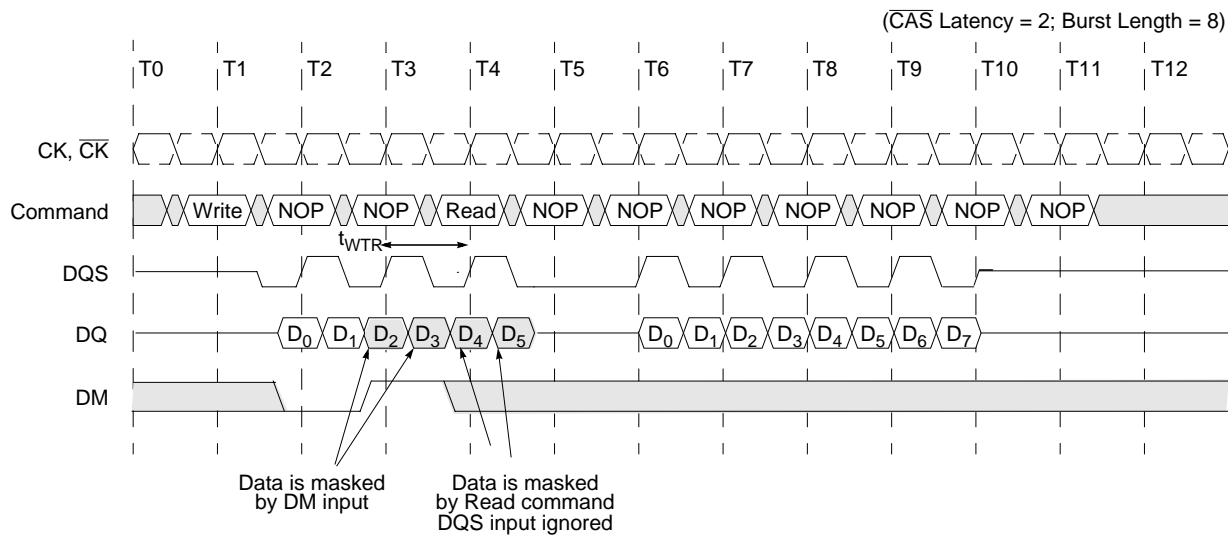 (CAS Latency = 2; Burst Length = 8)
T0 T1 T2 T3 T4 T5 T6 T7 T8 T9 T10 T11 T12
CK, CK
Command Write NOP NOP Read NOP NOP NOP NOP NOP NOP NOP
tWTR
DQS
DQ D0 D1 D2 D3 D4 D5 D0 D1 D2 D3 D4 D5 D6 D7
DM
Data is masked
by DM input
Data is masked
by Read command
DQS input ignored